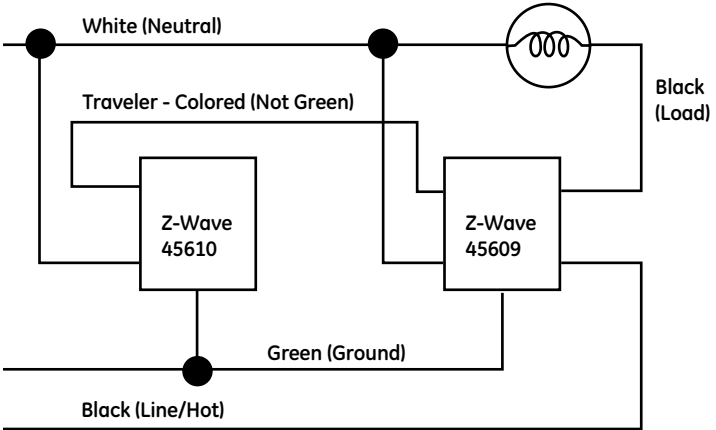 White (Neutral)
Black
(Load)
Traveler - Colored (Not Green)
Z-Wave
45610
Z-Wave
45609
Green (Ground)
Black (Line/Hot)